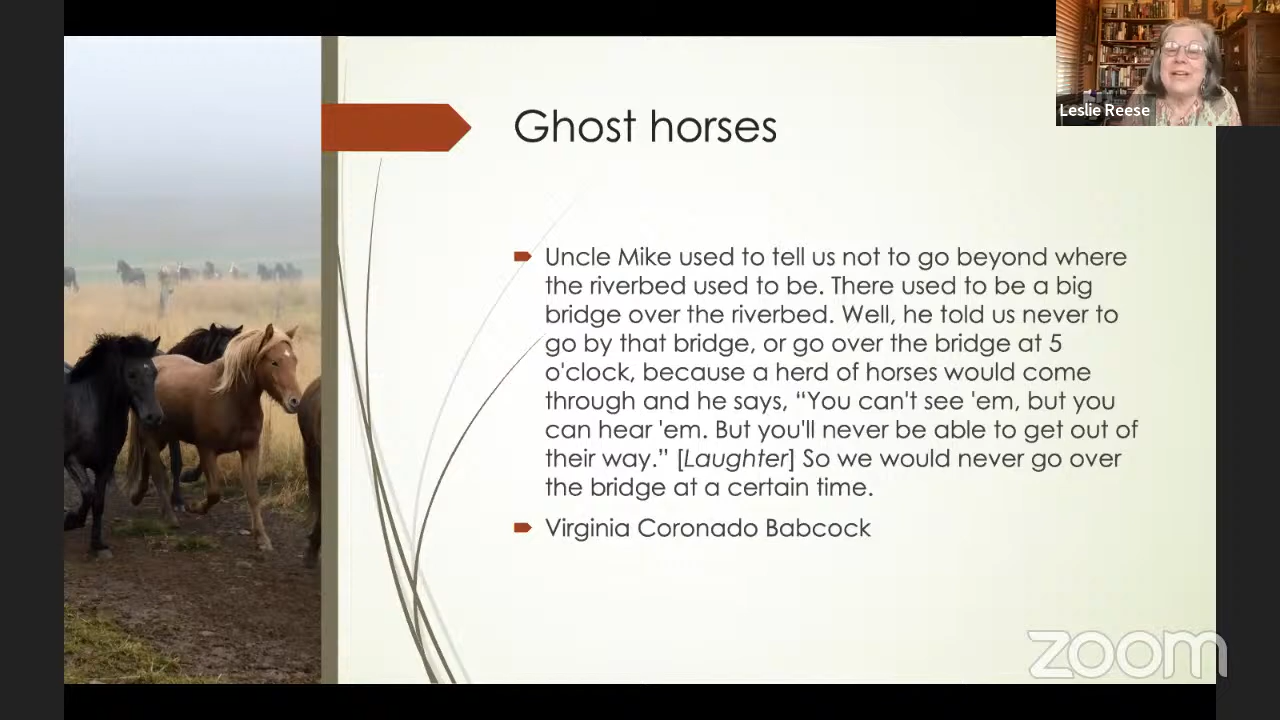 Leslie Reese
Ghost horses
Uncle Mike used to tell us not to go beyond where
the riverbed used to be. There used to be a big
bridge over the riverbed. Well, he told us never to
go by that bridge, or go over the bridge at 5
o'clock, because a herd of horses would come
through and he says, “You can't see 'em, but you
can hear 'em. But you'll never be able to get out of
their way.” [Laughter] So we would never go over
the bridge at a certain time.
Virginia Coronado Babcock
zoom